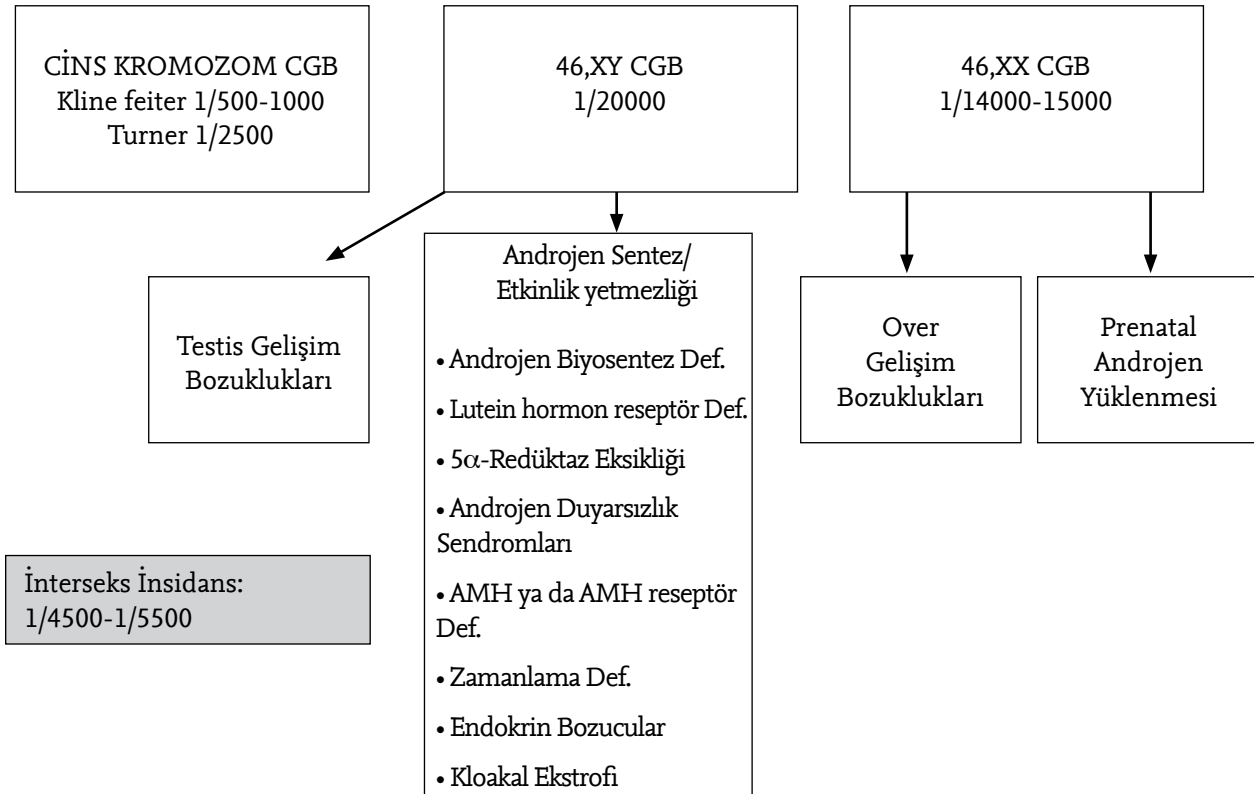 CİNS KROMOZOM CGB
Kline feiter 1/500-1000
Turner 1/2500
46,XY CGB
1/20000
46,XX CGB
1/14000-15000
Testis Gelişim
Bozuklukları
Androjen Sentez/
Etkinlik yetmezliği
• Androjen Biyosentez Def.
• Lutein hormon reseptör Def.
• 5α-Redüktaz Eksikliği
• Androjen Duyarsızlık
Sendromları
• AMH ya da AMH reseptör
Def.
• Zamanlama Def.
• Endokrin Bozucular
• Kloakal Ekstrofi
Over
Gelişim
Bozuklukları
Prenatal
Androjen
Yüklenmesi
İnterseks İnsidans:
1/4500-1/5500